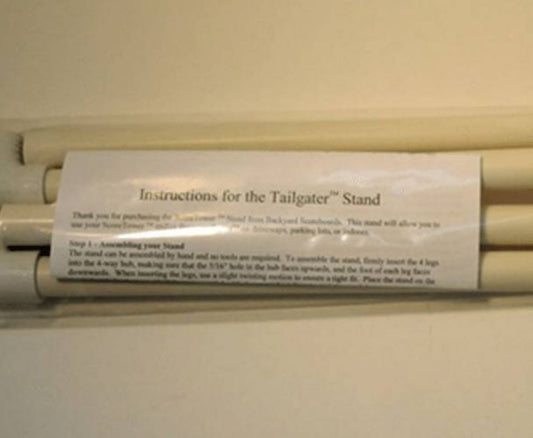 Instructions for the Tailgater™ Stand
Thank you for purchasing the ScoreTower™ Stand from Backyard Scoreboards. This stand will allow you to
use your ScoreTower™ on driveways, parking lots, or indoors.
Step 1 - Assembling your Stand
The stand can be assembled by hand and no tools are required. To assemble the stand, firmly insert the 4 legs
into the 4-way hub, making sure that the 5/16" hole in the hub faces upwards, and the foot of each leg faces
downwards. When inserting the legs, use a slight twisting motion to ensure a tight fit. Place the stand on the